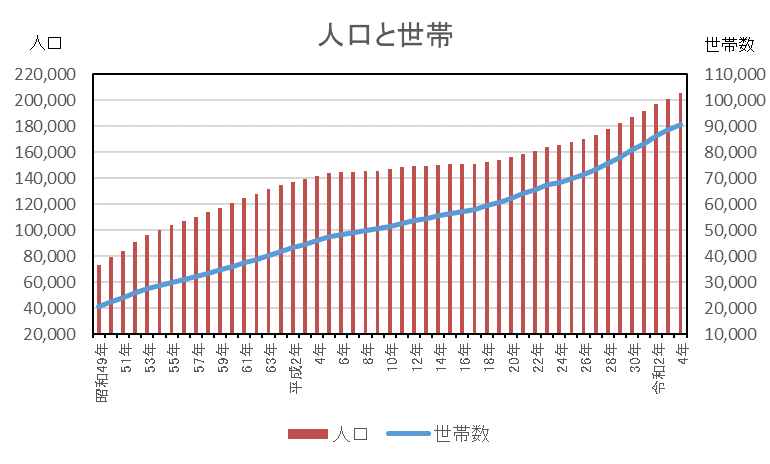 人口と世帯
人口
世帯数
220,000
200,000
180,000
160,000
140,000
120,000
100,000
80,000
60,000
40,000
20,000
110,000
100,000
90,000
80,000
70,000
60,000
50,000
40,000
30,000
20,000
10,000
昭和49年
51年
53年
55年
57年
59年
61年
63年
平成2年
4年
6年
8年
10年
12年
14年
16年
18年
20年
22年
24年
26年
28年
30年
令和2年
4年
人口
世帯数